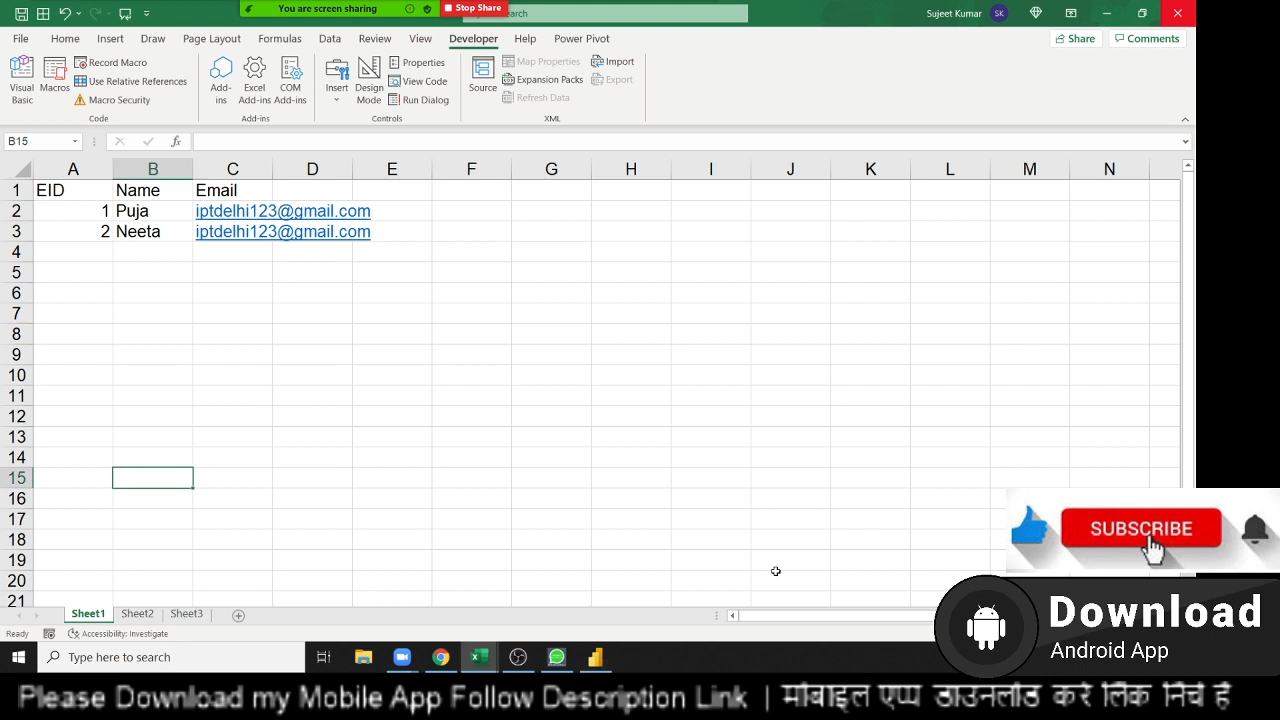 You are screen sharing
Stop Share
Search
Sujeet Kumar
SK
File Home Insert Draw Page Layout Formulas Data Review View Developer Help Power Pivot
Share
Comments
Visual Basic
Macros
Record Macro
Use Relative References
Macro Security
Code
Add-ins
Excel Add-ins
COM Add-ins
Add-ins
Insert
Design Mode
Properties
View Code
Run Dialog
Controls
Source
Map Properties
Expansion Packs
Refresh Data
Import
Export
XML
B15
fx
A B C D E F G H I J K L M N
1 EID Name Email
2 1 Puja iptdelhi123@gmail.com
3 2 Neeta iptdelhi123@gmail.com
4
5
6
7
8
9
10
11
12
13
14
15
16
17
18
19
20
21
SUBSCRIBE
Download
Android App
Sheet1 Sheet2 Sheet3
Ready
Accessibility: Investigate
Type here to search
Please Download my Mobile App Follow Description Link | मोबाइल एप्प डाउनलोड करे लिंक निचे है